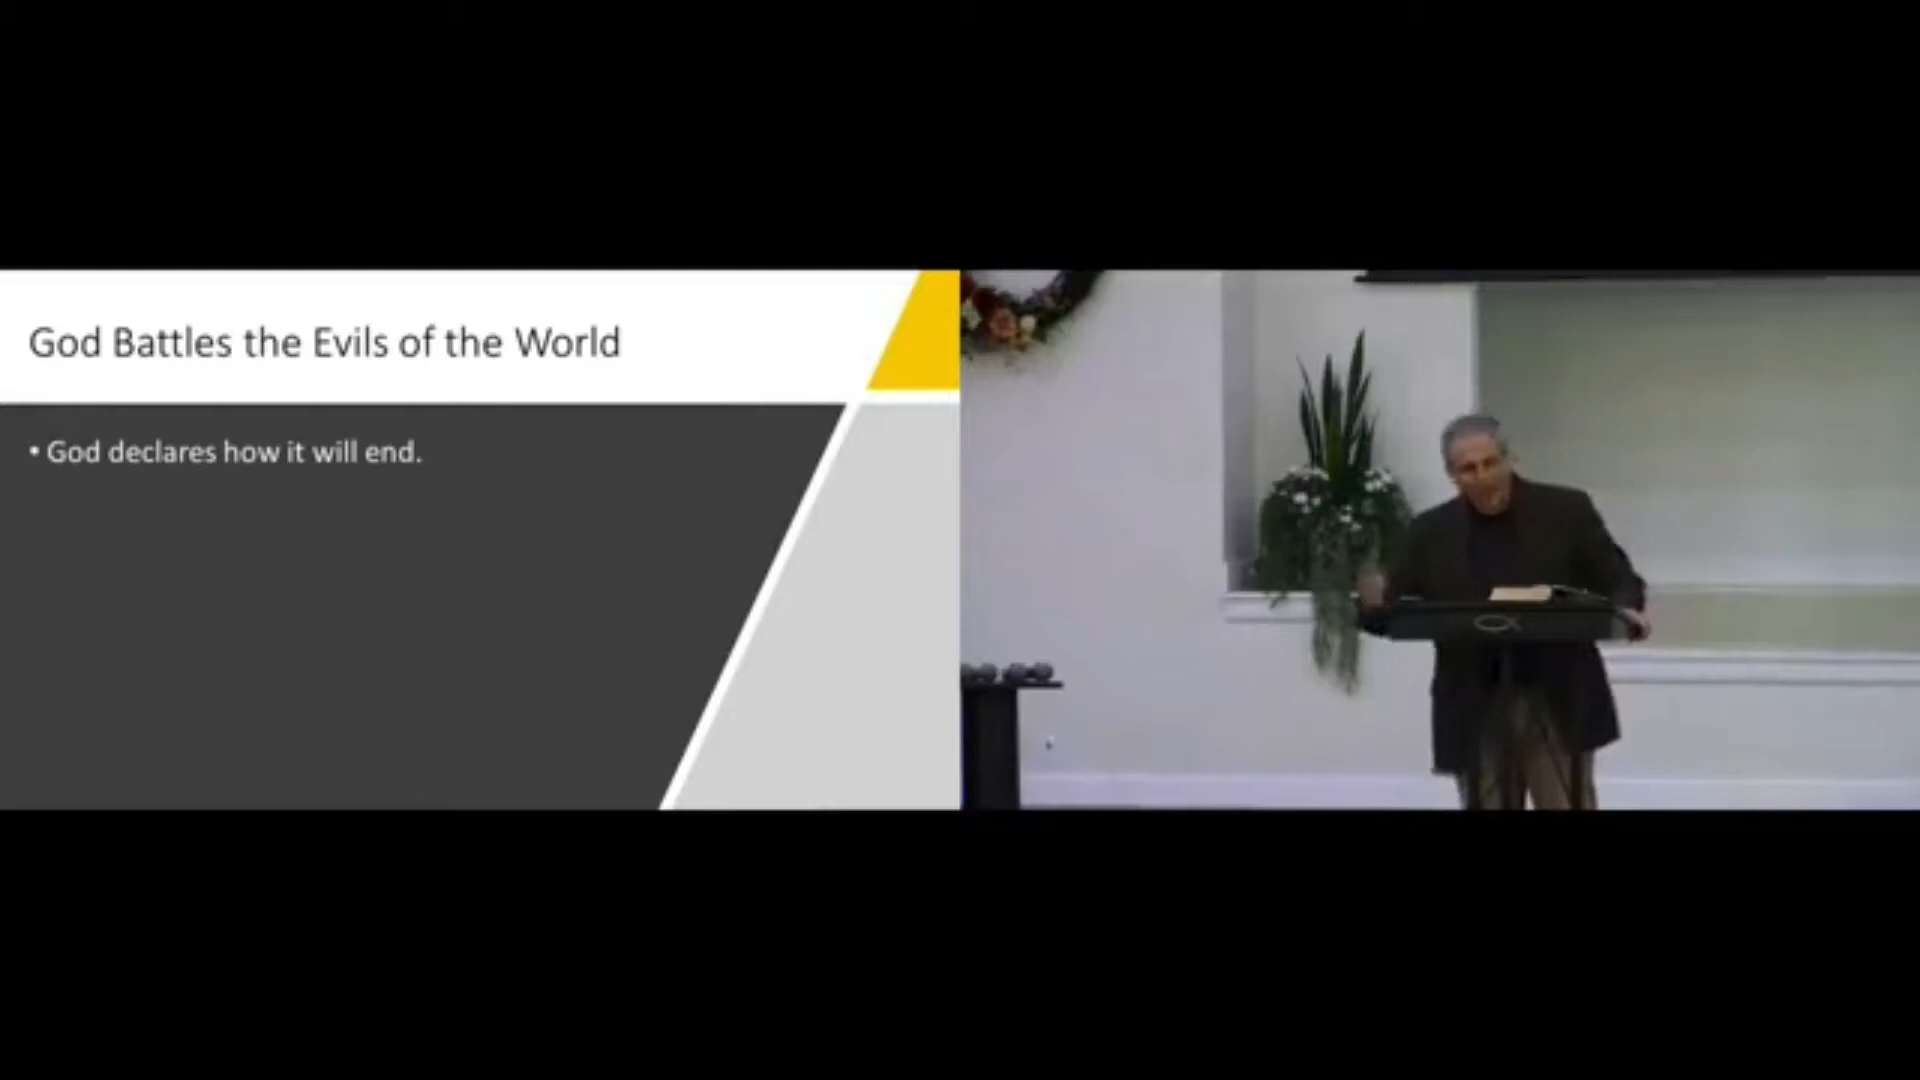 God Battles the Evils of the World
• God declares how it will end.